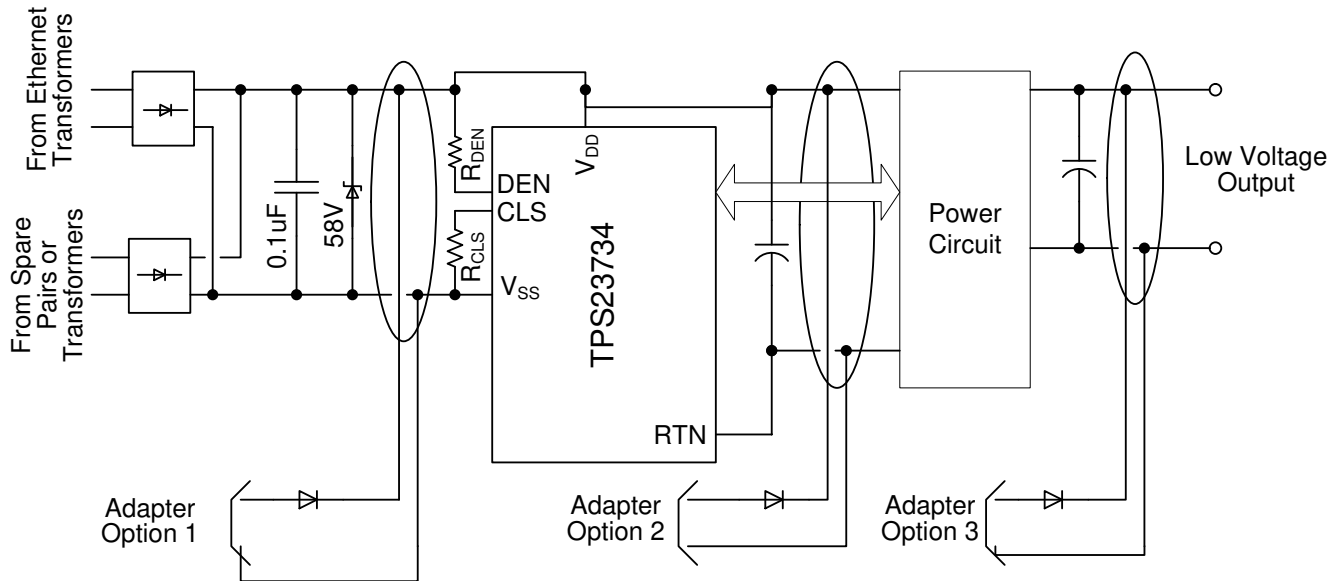 From Ethernet
Transformers
From Spare
Pairs or
Transformers
0.1uF
58V
RDEN
RCLS
DEN
CLS
VSS
VDD
TPS23734
RTN
Power
Circuit
Low Voltage
Output
Adapter
Option 1
Adapter
Option 2
Adapter
Option 3